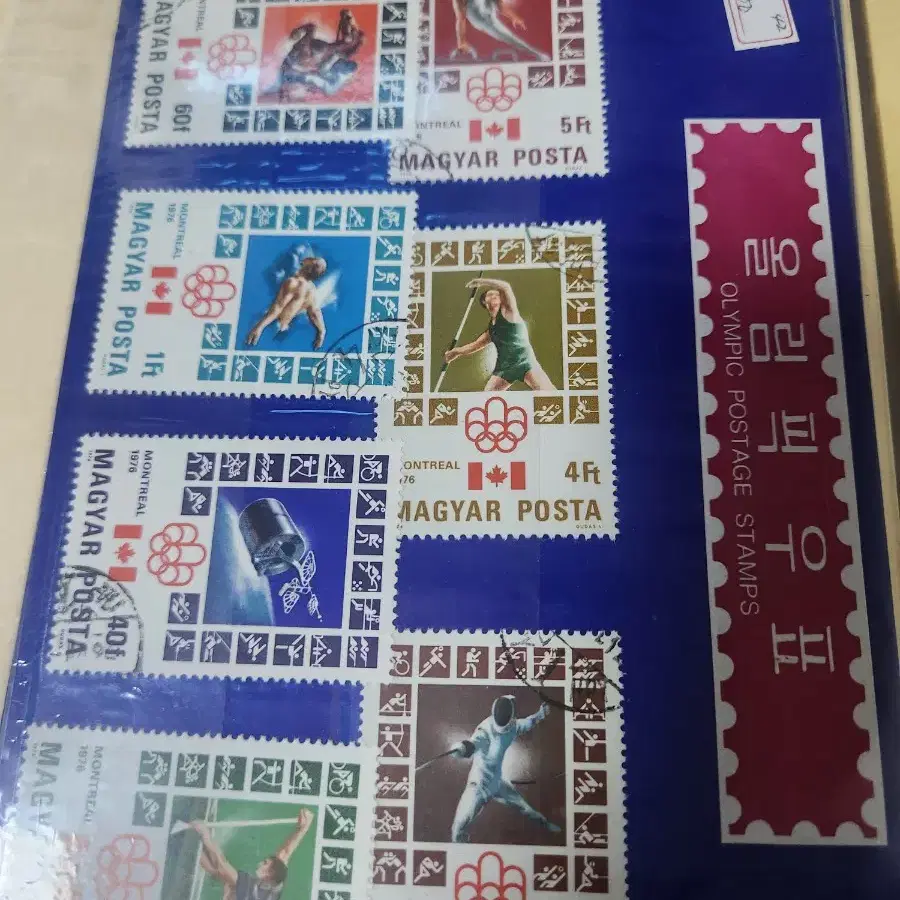 MAGYAR POSTA
60f
5Ft
MAGYAR POSTA
MONTREAL
1976
MAGYAR POSTA
1Ft
MONTREAL
4Ft
MAGYAR POSTA
MONTREAL
1976
MAGYAR POSTA
40f
MONTREAL
1976
올림픽우표
OLYMPIC POSTAGE STAMPS